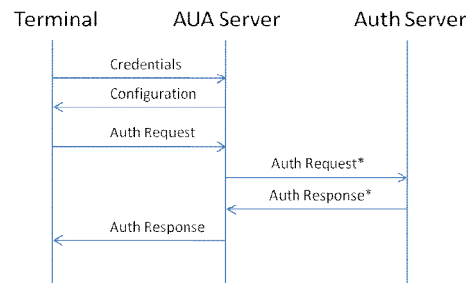 Terminal AUA Server Auth Server
Credentials
Configuration
Auth Request
Auth Request*
Auth Response*
Auth Response